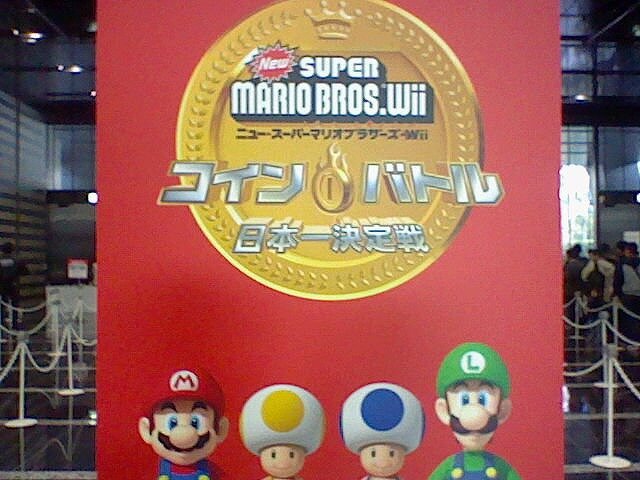 New SUPER
MARIO BROS.Wii
ニュー・スーパーマリオブラザーズ・Wii
コインバトル
日本一決定戦
M
L